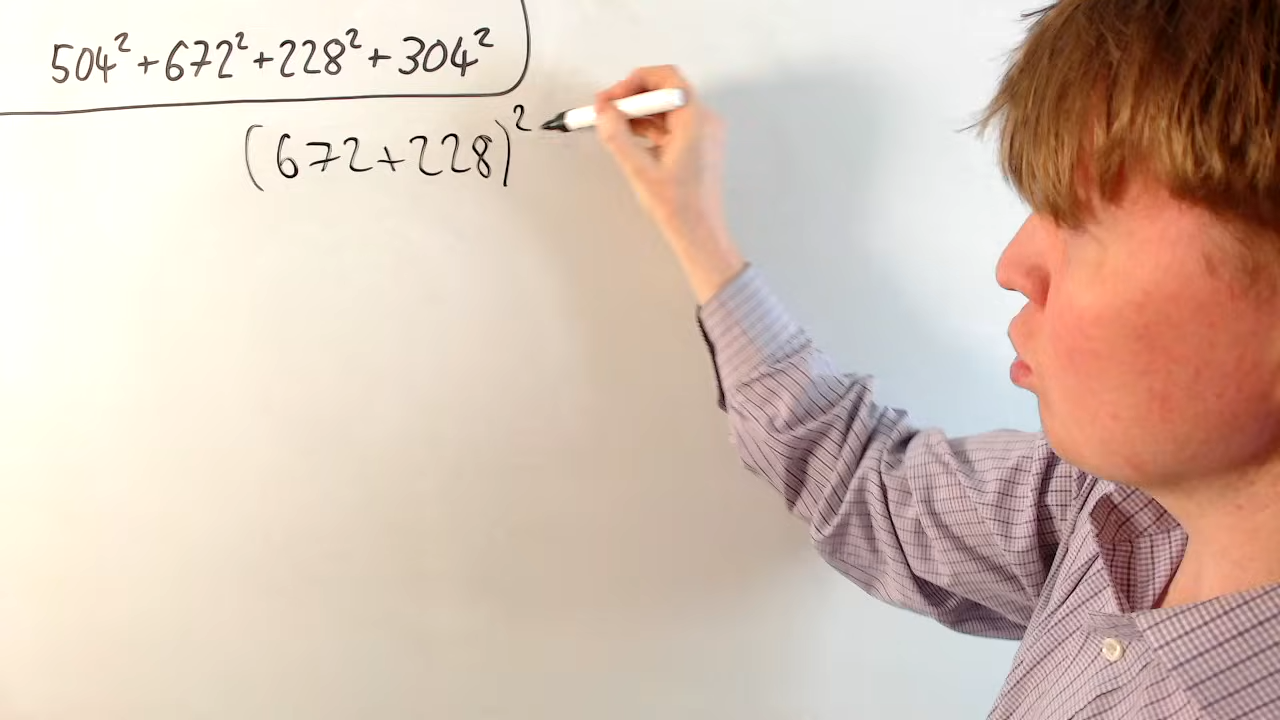 504² + 672² + 228² + 304²
(672 + 228)²